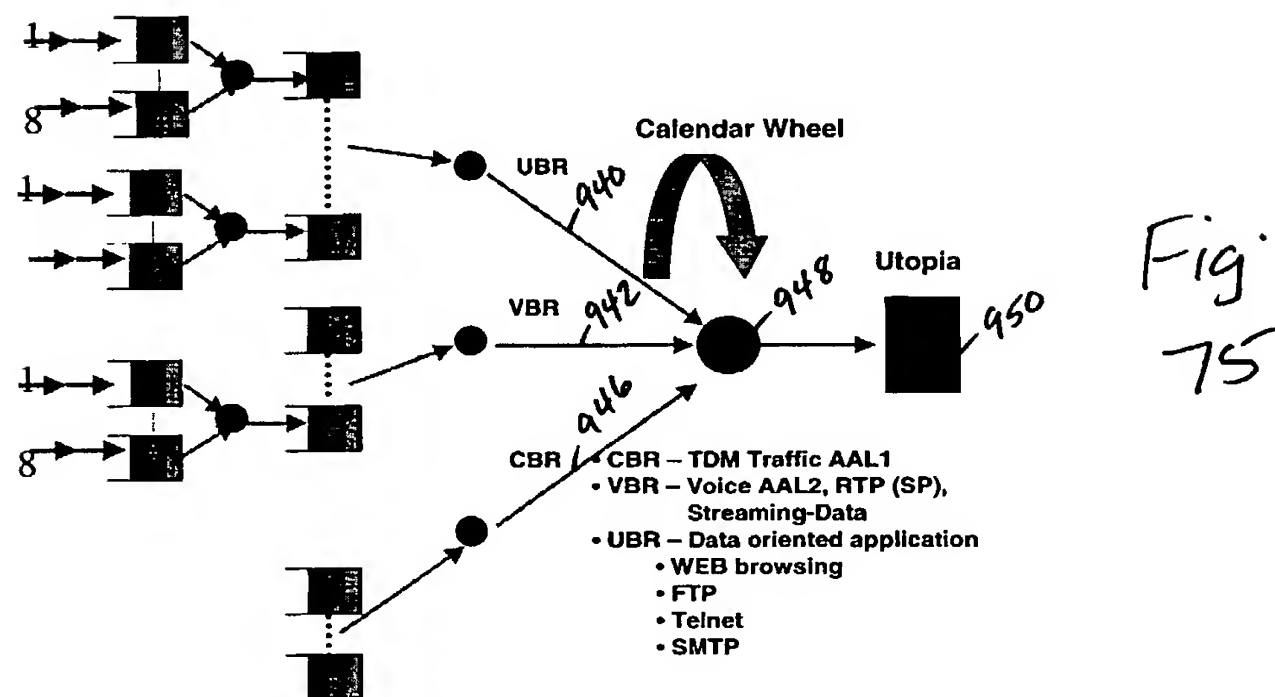 1
8
1
1
8
Calendar Wheel
UBR
940
Utopia
948
950
VBR
942
946
CBR
• CBR – TDM Traffic AAL1
• VBR – Voice AAL2, RTP (SP),
Streaming-Data
• UBR – Data oriented application
• WEB browsing
• FTP
• Telnet
• SMTP
Fig.
75